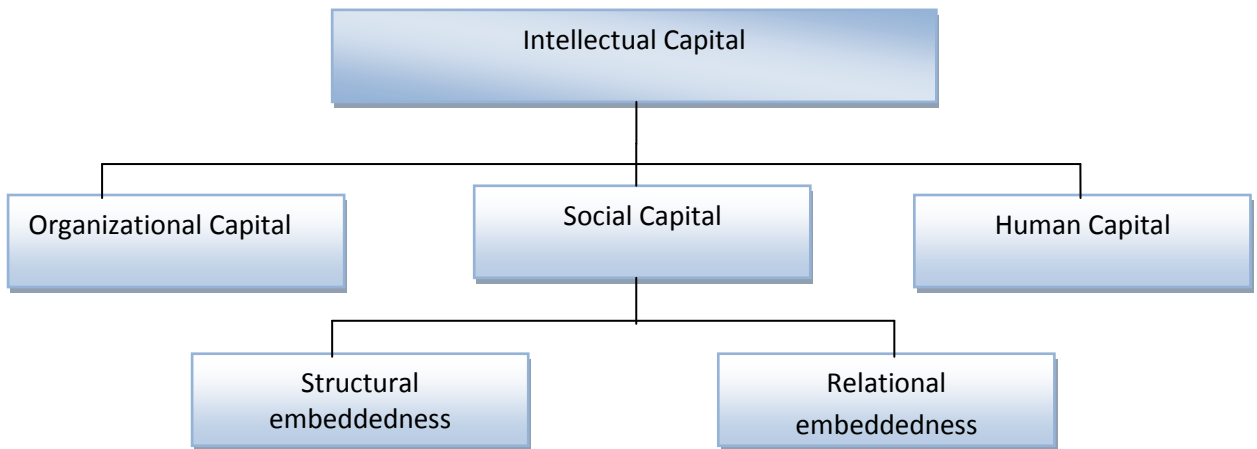 Intellectual Capital
Organizational Capital
Social Capital
Human Capital
Structural
embeddedness
Relational
embeddedness